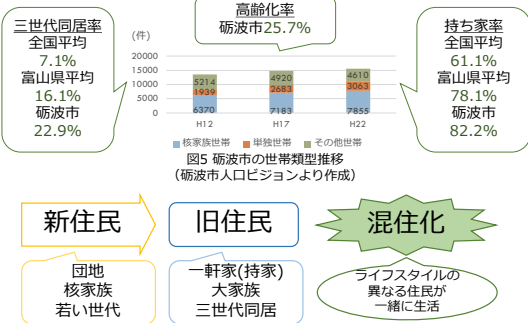 三世代同居率
全国平均
7.1%
富山県平均
16.1%
砺波市
22.9%
高齢化率
砺波市25.7%
持ち家率
全国平均
61.1%
富山県平均
78.1%
砺波市
82.2%
(件)
20000
15000
10000
5000
0
5214
1939
6370
4920
2683
7183
4610
3063
7855
H12 H17 H22
核家族世帯 単独世帯 その他世帯
図5 砺波市の世帯類型推移
(砺波市人口ビジョンより作成)
新住民
団地
核家族
若い世代
旧住民
一軒家(持家)
大家族
三世代同居
混住化
ライフスタイルの
異なる住民が
一緒に生活